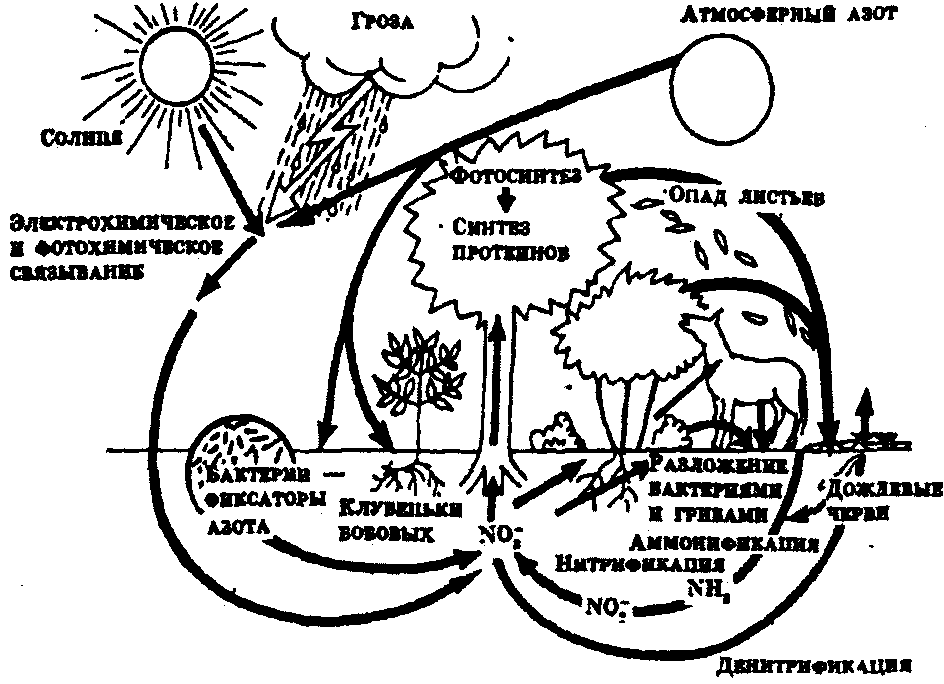 Гроза
Атмосферный азот
Солнце
Фотосинтез
Опад листьев
Электрохимическое
и фотохимическое
связывание
Синтез
протеинов
Бактерии —
фиксаторы
азота
Клубеньки
бобовых
Разложение
бактериями
и грибами
Дождевые
черви
NO₃⁻
Аммонификация
Нитрификация
NH₃
NO₂⁻
Денитрификация